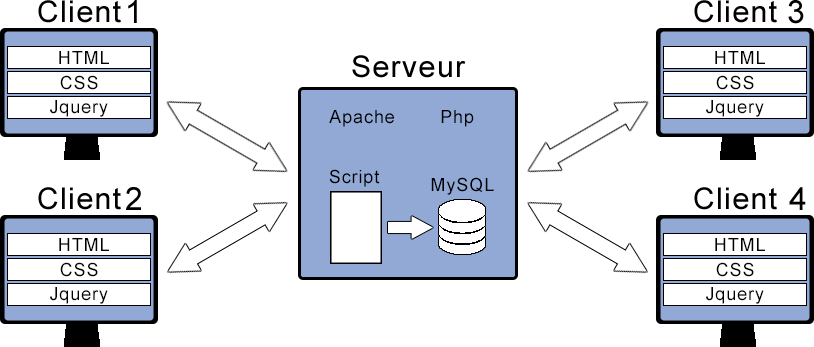 Client1
HTML
CSS
Jquery
Client2
HTML
CSS
Jquery
Serveur
Apache
Php
Script
MySQL
Client 3
HTML
CSS
Jquery
Client 4
HTML
CSS
Jquery